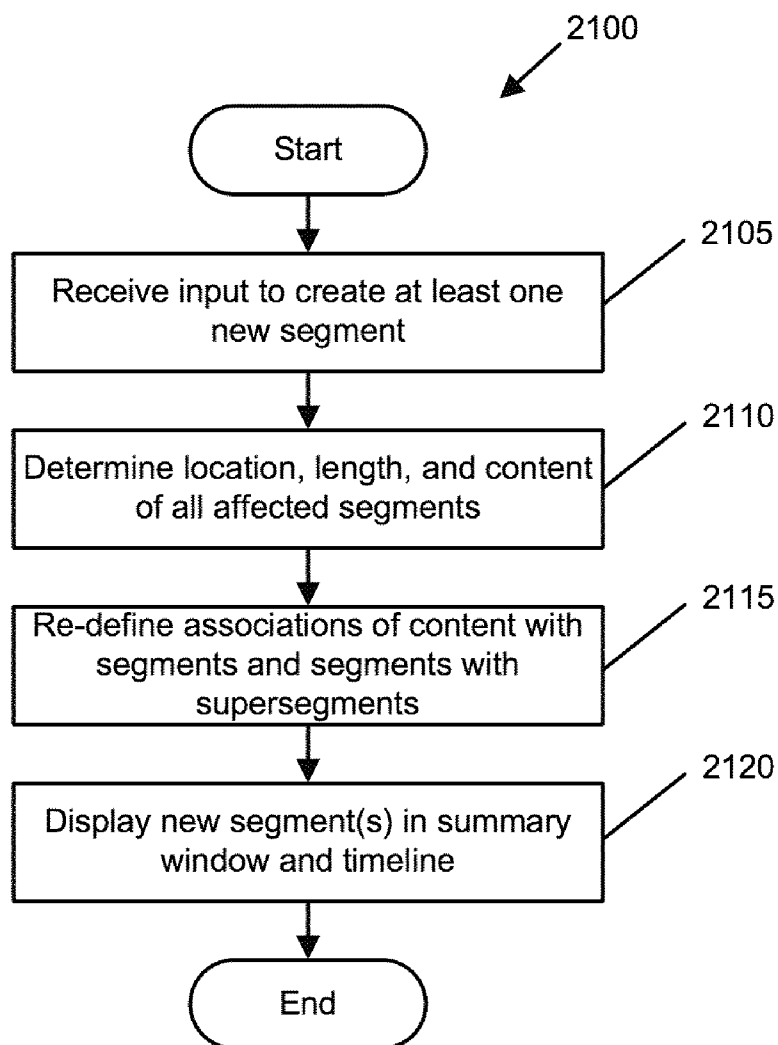 2100
Start
2105
Receive input to create at least one
new segment
2110
Determine location, length, and content
of all affected segments
2115
Re-define associations of content with
segments and segments with
supersegments
2120
Display new segment(s) in summary
window and timeline
End